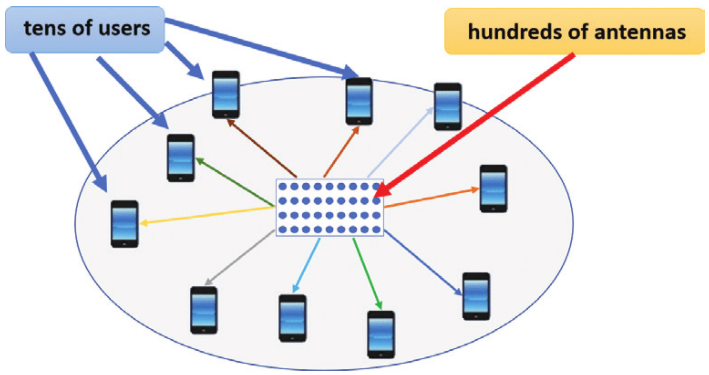 tens of users
hundreds of antennas